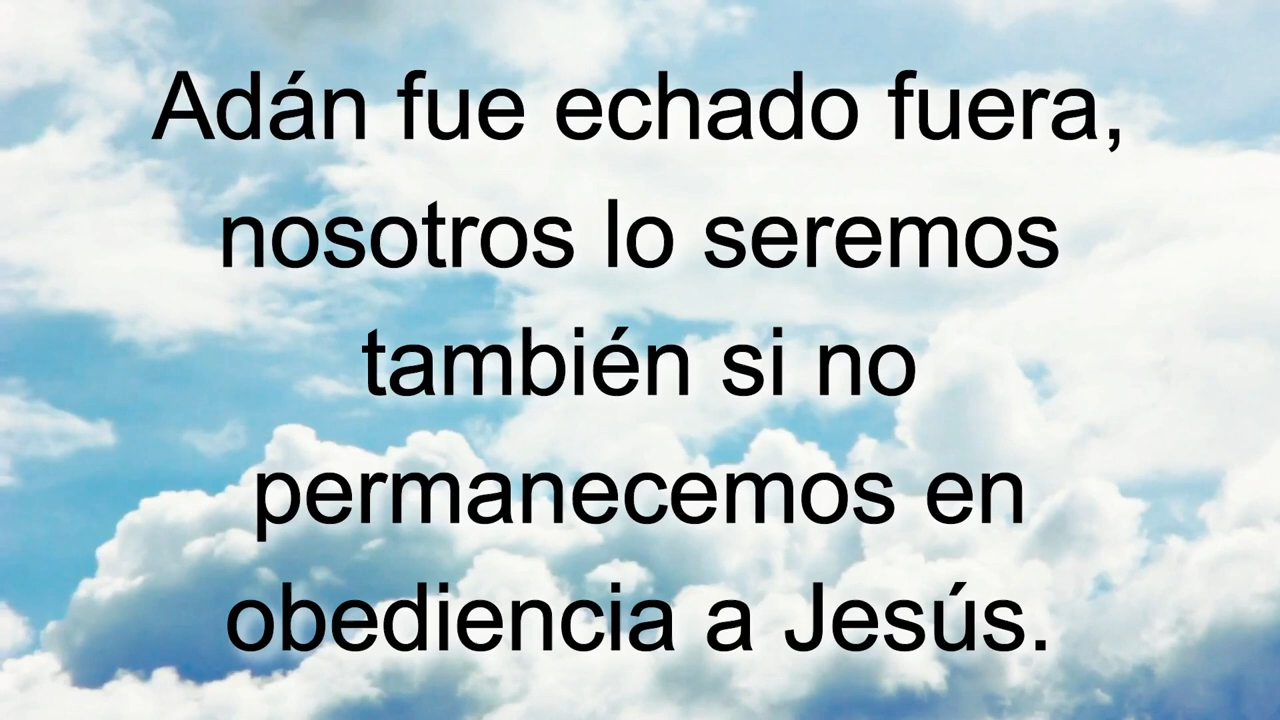 Adán fue echado fuera,
nosotros lo seremos
también si no
permanecemos en
obediencia a Jesús.